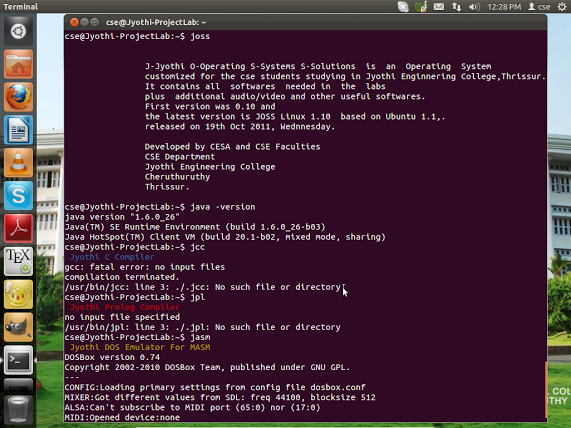 Terminal
12:28 PM
cse
cse@Jyothi-ProjectLab: ~
cse@Jyothi-ProjectLab:~$ joss
J-Jyothi O-Operating S-Systems S-Solutions is an Operating System
customized for the cse students studying in Jyothi Enginnering College,Thrissur.
It contains all softwares needed in the labs
plus additional audio/video and other useful softwares.
First version was 0.10 and
the latest version is JOSS Linux 1.10 based on Ubuntu 1.1,.
released on 19th Oct 2011, Wednnesday.
Developed by CESA and CSE Faculties
CSE Department
Jyothi Engineering College
Cheruthuruthy
Thrissur.
cse@Jyothi-ProjectLab:~$ java -version
java version "1.6.0_26"
Java(TM) SE Runtime Environment (build 1.6.0_26-b03)
Java HotSpot(TM) Client VM (build 20.1-b02, mixed mode, sharing)
cse@Jyothi-ProjectLab:~$ jcc
Jyothi C Compiler
gcc: fatal error: no input files
compilation terminated.
/usr/bin/jcc: line 3: ./.jcc: No such file or directory
cse@Jyothi-ProjectLab:~$ jpl
Jyothi Prolog Compiler
no input file specified
/usr/bin/jpl: line 3: ./.jpl: No such file or directory
cse@Jyothi-ProjectLab:~$ jasm
Jyothi DOS Emulator For MASM
DOSBox version 0.74
Copyright 2002-2010 DOSBox Team, published under GNU GPL.
---
CONFIG:Loading primary settings from config file dosbox.conf
MIXER:Got different values from SDL: freq 44100, blocksize 512
ALSA:Can't subscribe to MIDI port (65:0) nor (17:0)
MIDI:Opened device:none
TEX